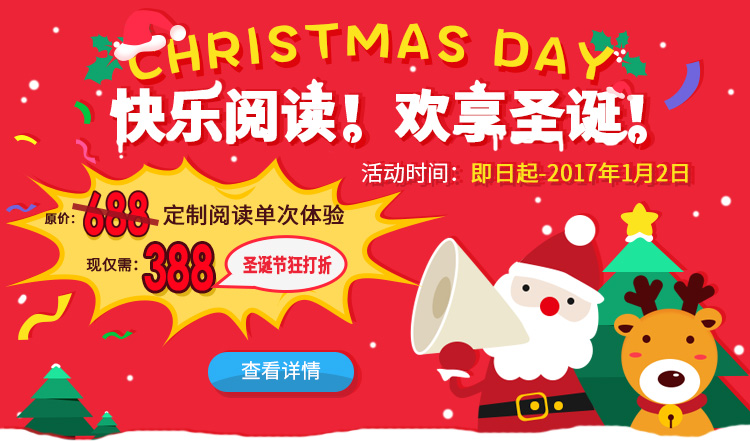 CHRISTMAS DAY
快乐阅读！欢享圣诞！
活动时间：即日起-2017年1月2日
原价：688 定制阅读单次体验
现仅需：388 圣诞节狂打折
查看详情